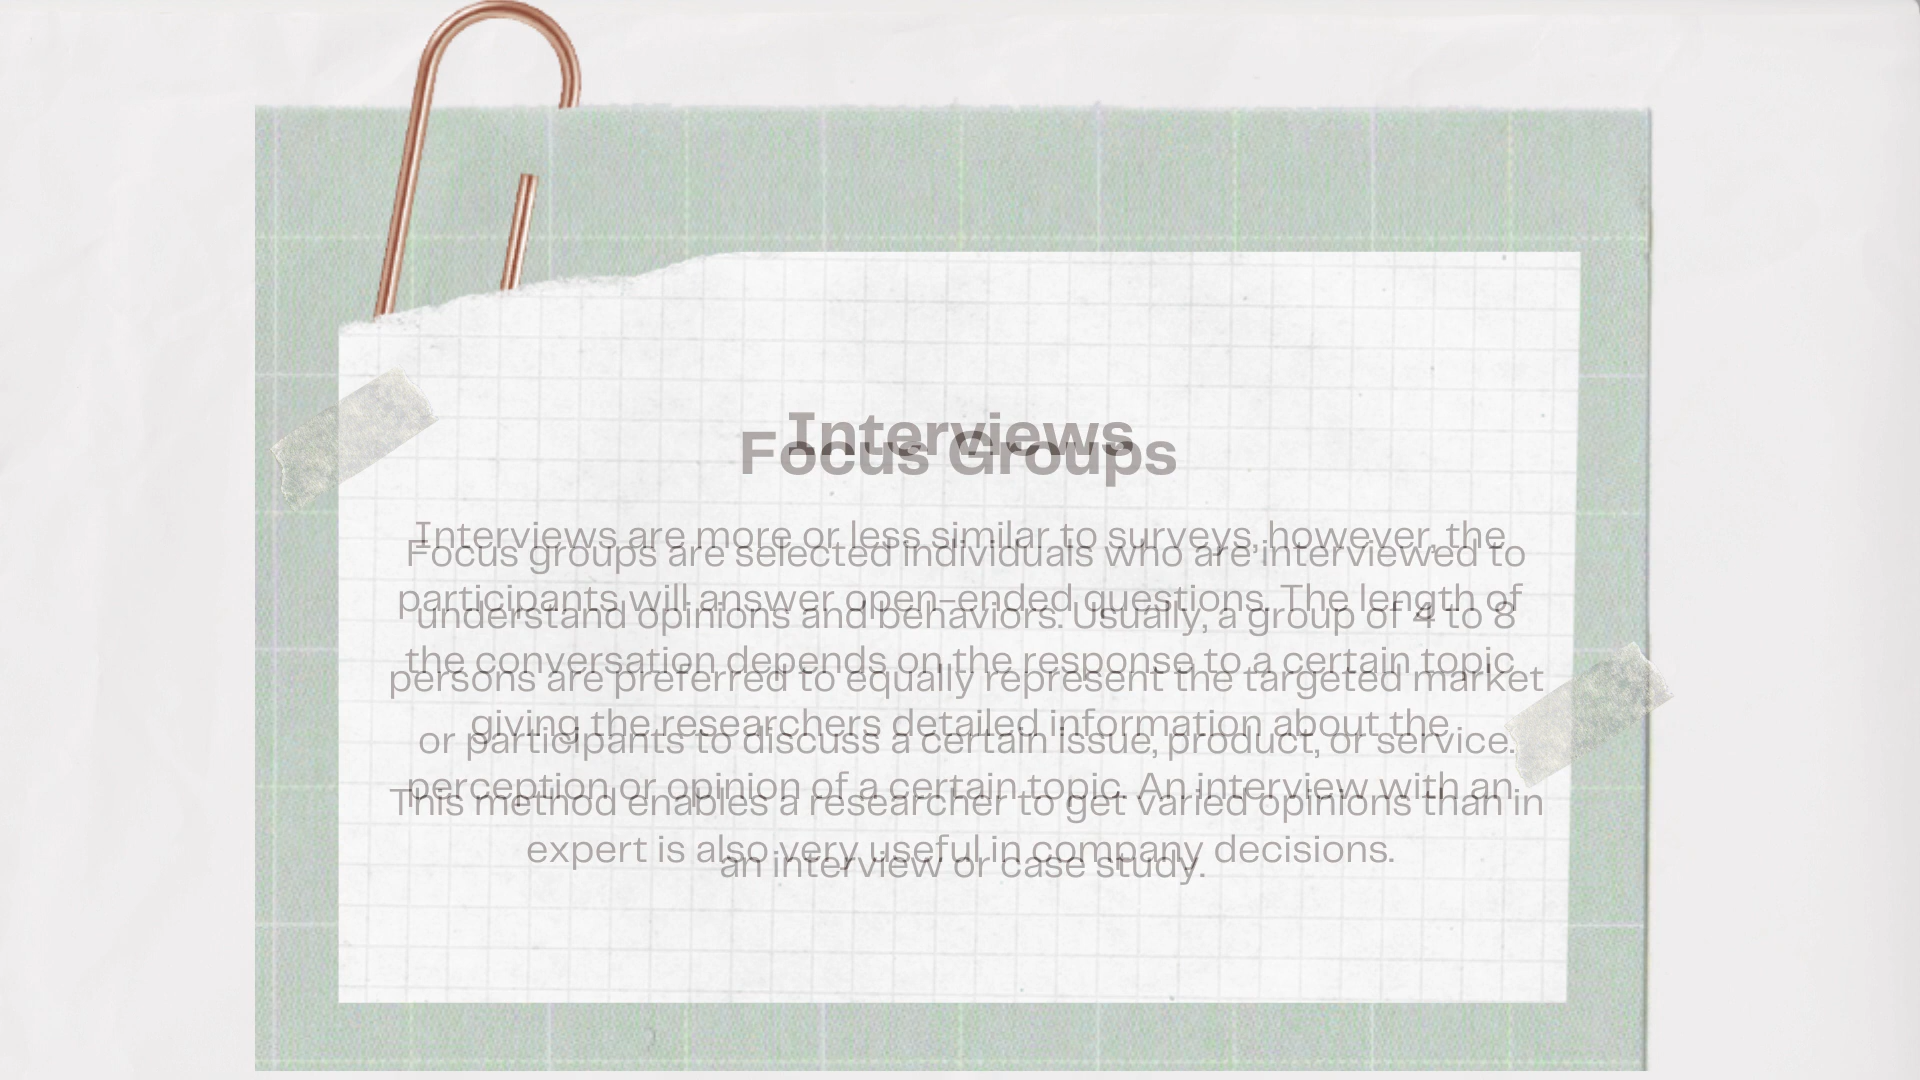 Interviews
Interviews are more or less similar to surveys, however, the
participants will answer open-ended questions. The length of
the conversation depends on the response to a certain topic
giving the researchers detailed information about the
perception or opinion of a certain topic. An interview with an
expert is also very useful in company decisions.
Focus Groups
Focus groups are selected individuals who are interviewed to
understand opinions and behaviors. Usually, a group of 4 to 8
persons are preferred to equally represent the targeted market
or participants to discuss a certain issue, product, or service.
This method enables a researcher to get varied opinions than in
an interview or case study.